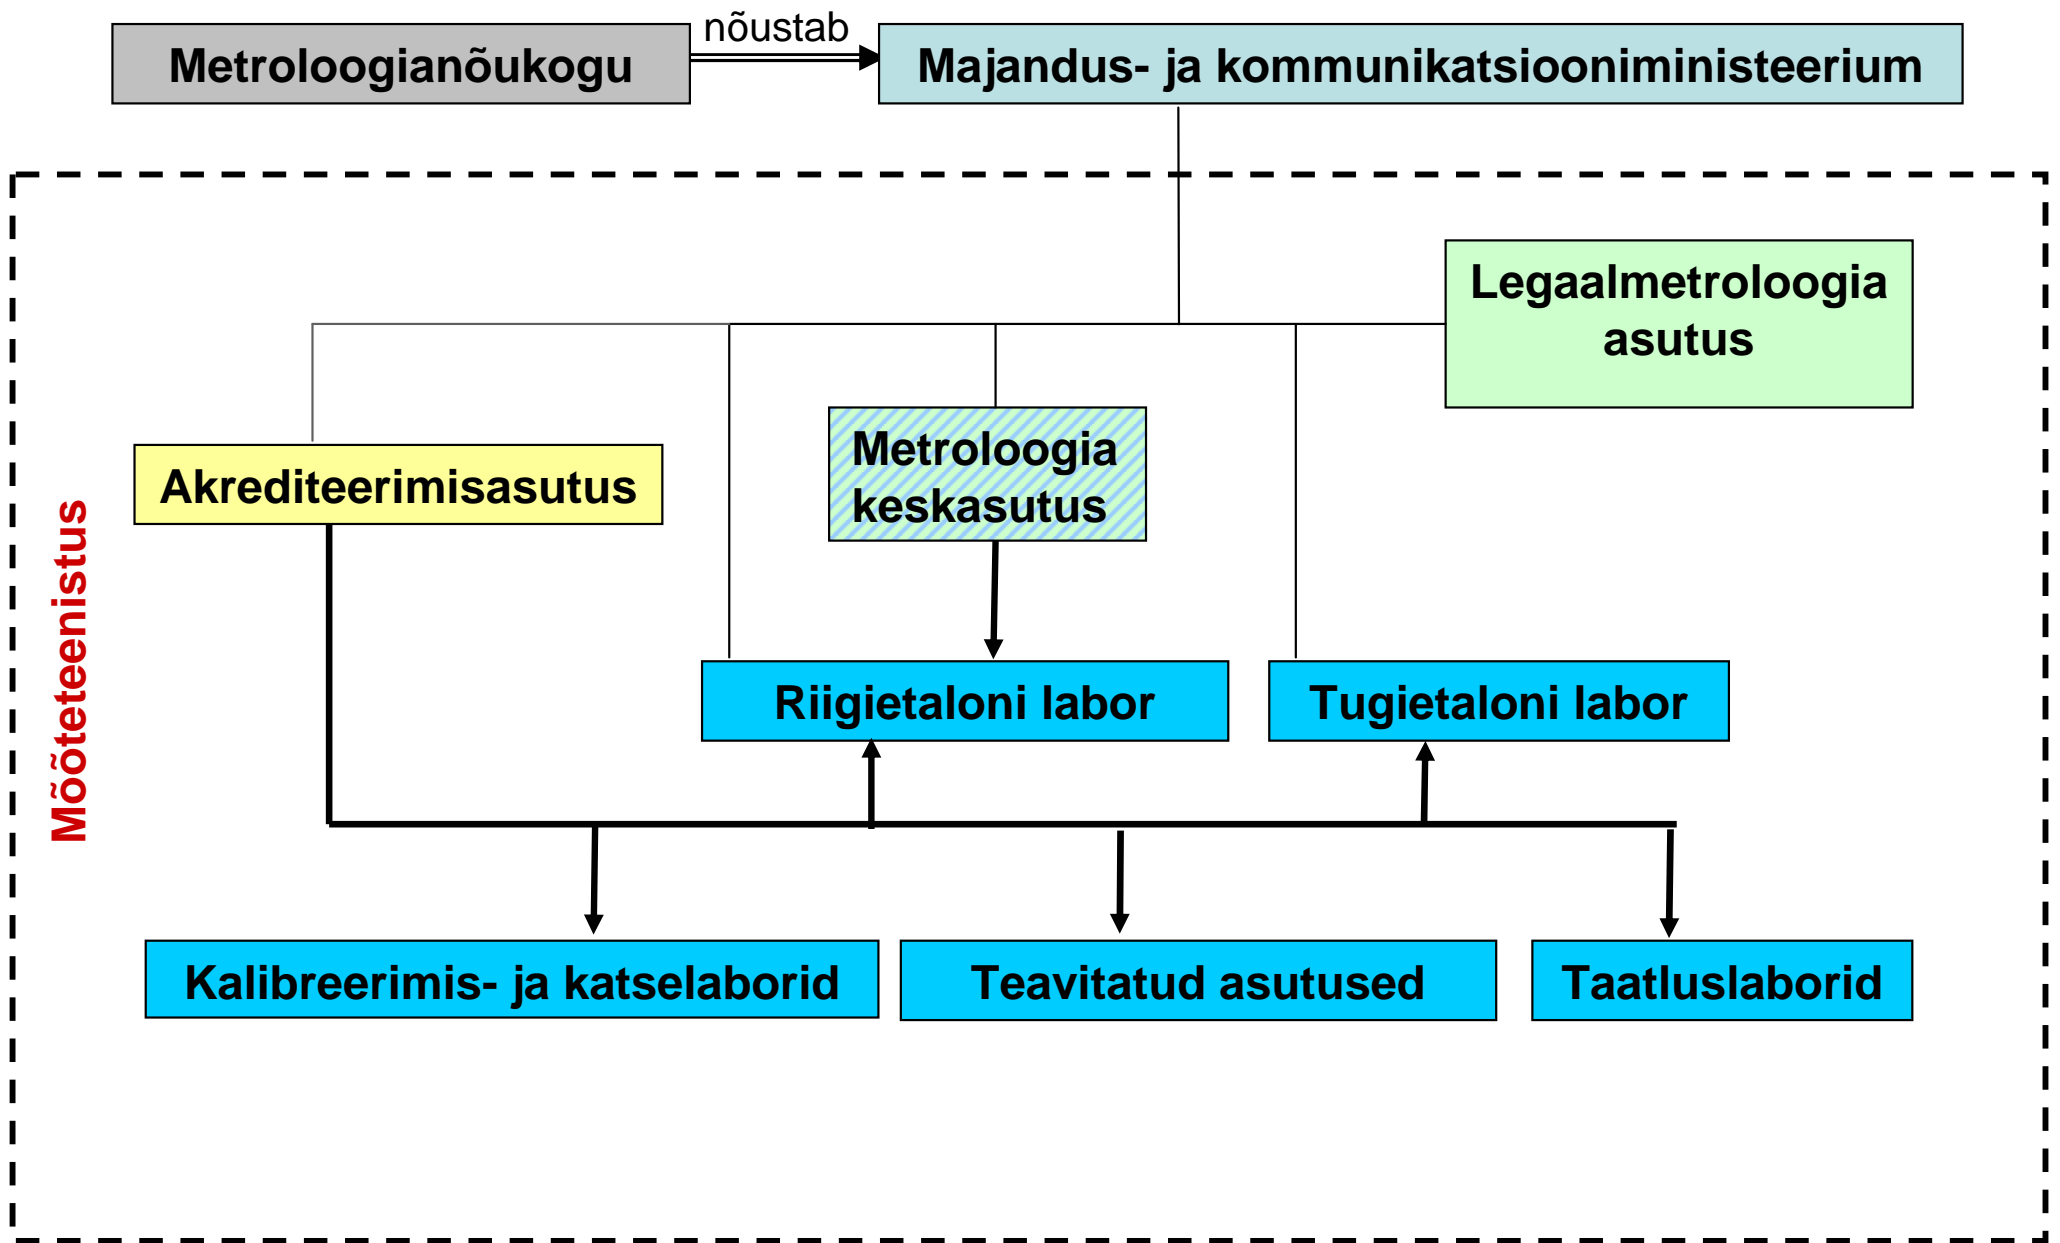 nõustab
Metroloogianõukogu
Majandus- ja kommunikatsiooniministeerium
Legaalmetroloogia
asutus
Metroloogia
keskasutus
Akrediteerimisasutus
Mõõteteenistus
Riigietaloni labor
Tugietaloni labor
Kalibreerimis- ja katselaborid
Teavitatud asutused
Taatluslaborid